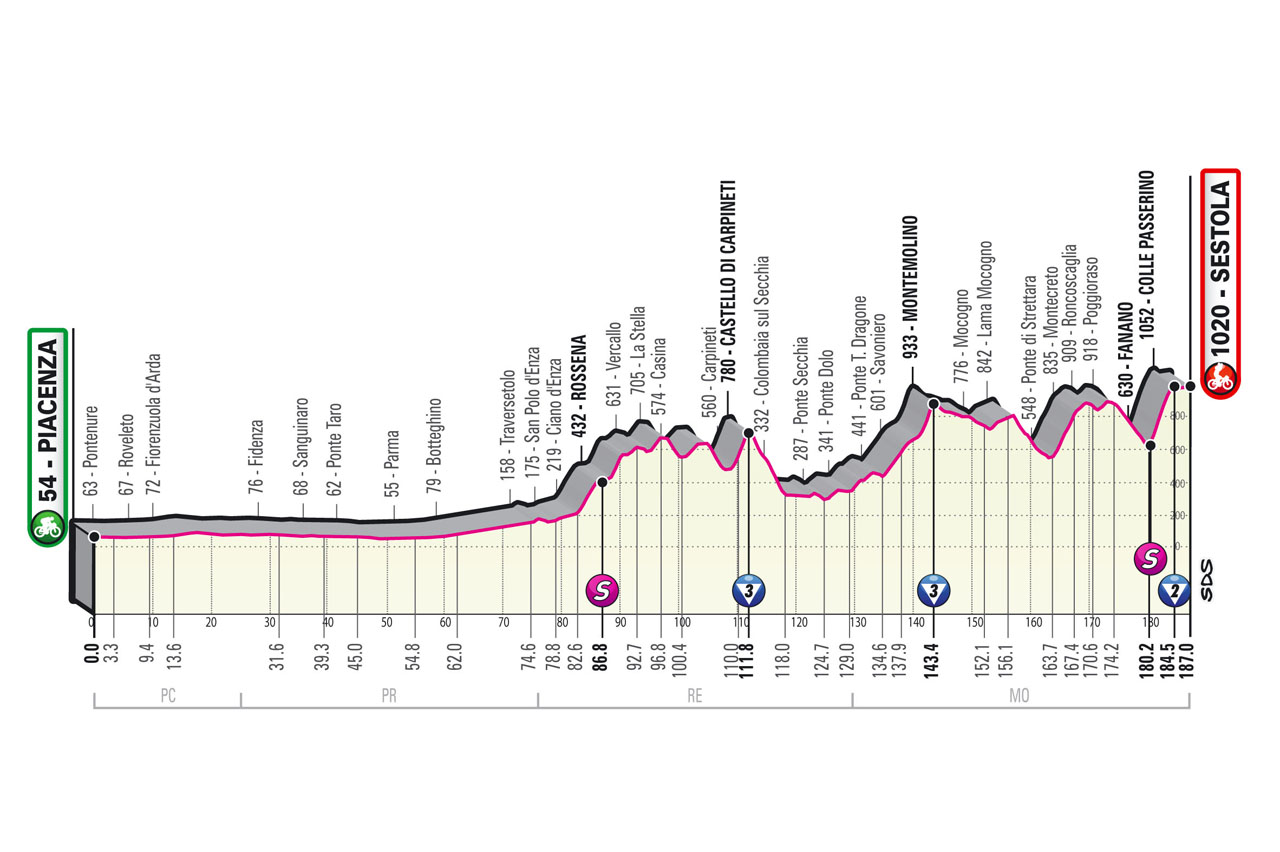 54 - PIACENZA
63 - Pontenure
67 - Roveleto
72 - Fiorenzuola d'Arda
76 - Fidenza
68 - Sanguinaro
62 - Ponte Taro
55 - Parma
79 - Botteghino
158 - Traversetolo
175 - San Polo d'Enza
219 - Ciano d'Enza
432 - ROSSENA
631 - Vercallo
705 - La Stella
574 - Casina
560 - Carpineti
780 - CASTELLO DI CARPINETI
332 - Colombaia sul Secchia
287 - Ponte Secchia
341 - Ponte Dolo
441 - Ponte T. Dragone
601 - Savoniero
933 - MONTEMOLINO
776 - Mocogno
842 - Lama Mocogno
548 - Ponte di Strettara
835 - Montecreto
909 - Roncoscaglia
918 - Poggioraso
630 - FANANO
1052 - COLLE PASSERINO
1020 - SESTOLA
800
600
400
200
0
S
3
3
S
2
SDS
0 10 20 30 40 50 60 70 80 90 100 110 120 130 140 150 160 170 180
0.0
3.3
9.4
13.6
31.6
39.3
45.0
54.8
62.0
74.6
78.8
82.6
86.8
92.7
96.8
100.4
110.0
111.8
118.0
124.7
129.0
134.6
137.9
143.4
152.1
156.1
163.7
167.4
170.6
174.2
180.2
184.5
187.0
PC PR RE MO